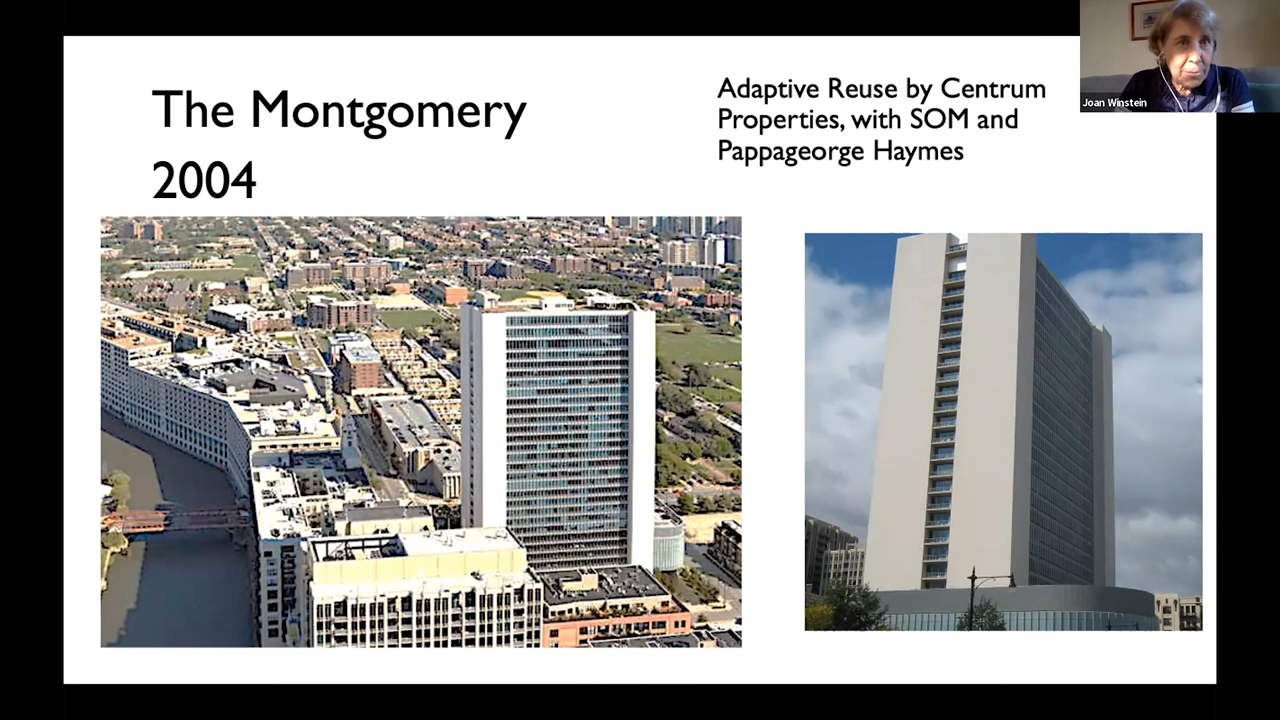 The Montgomery
2004
Adaptive Reuse by Centrum
Properties, with SOM and
Pappageorge Haymes
Joan Winstein